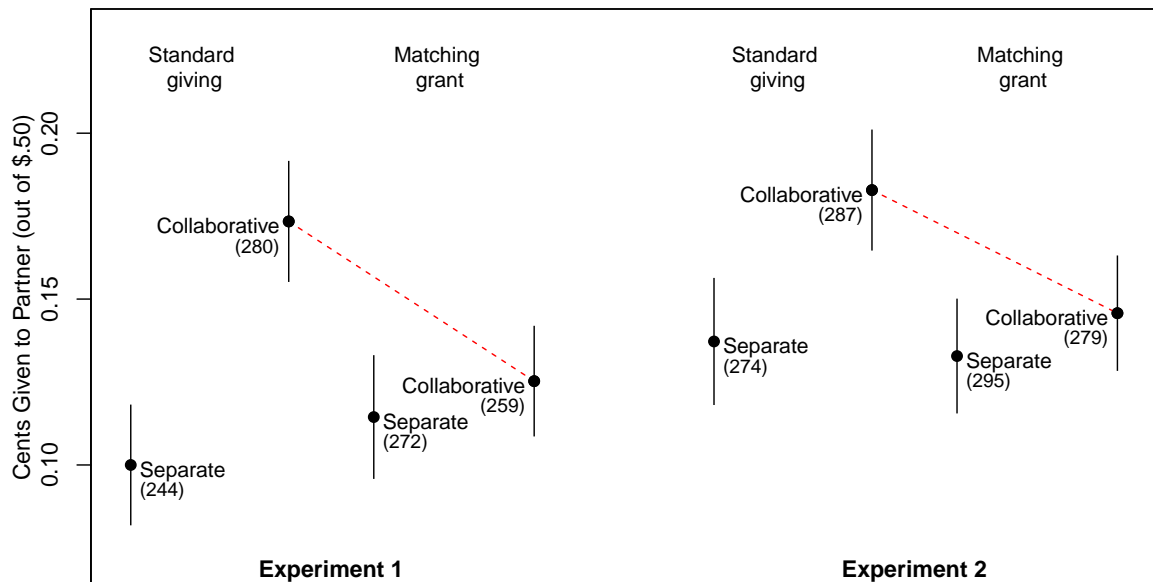 Cents Given to Partner (out of $.50)
0.20
0.15
0.10
Standard
giving
Matching
grant
Collaborative
(280)
Collaborative
(259)
Separate
(272)
Separate
(244)
Experiment 1
Standard
giving
Matching
grant
Collaborative
(287)
Collaborative
(279)
Separate
(274)
Separate
(295)
Experiment 2